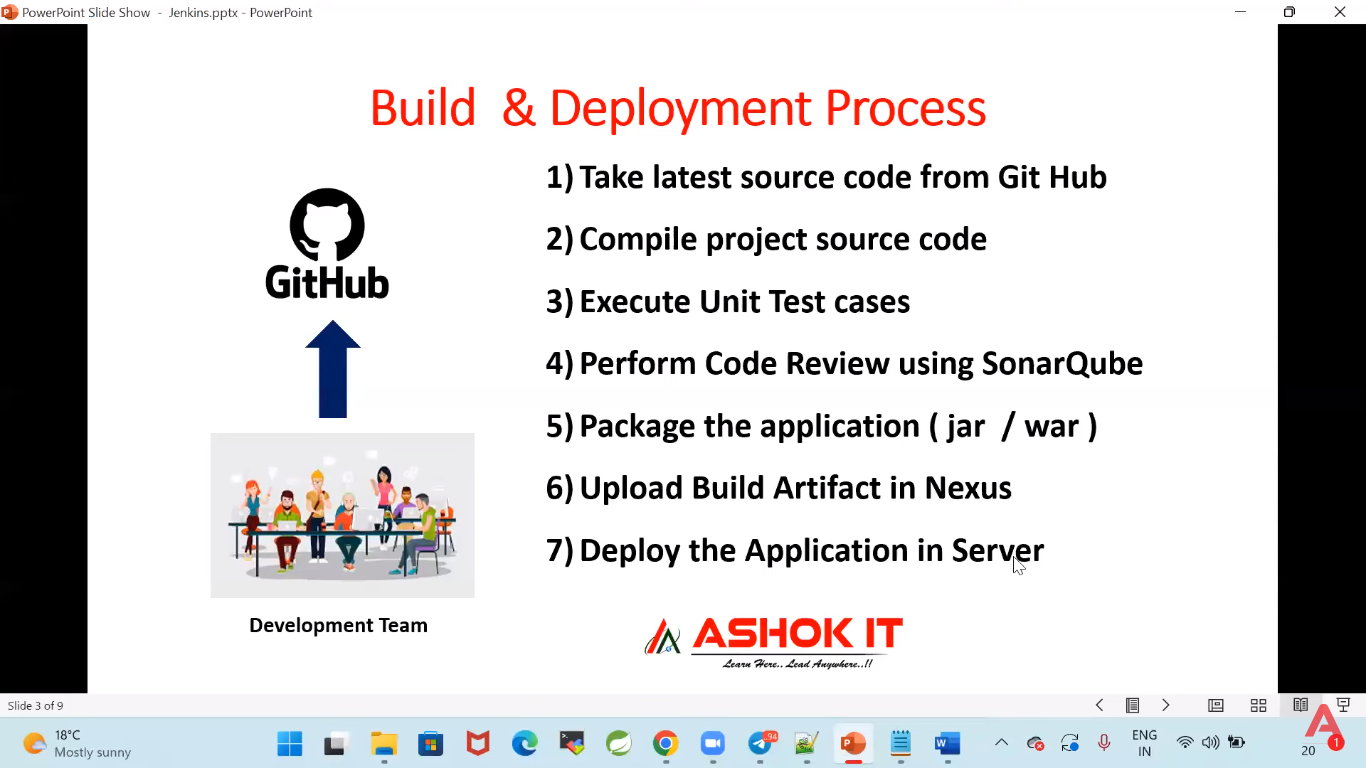 PowerPoint Slide Show - Jenkins.pptx - PowerPoint
Build & Deployment Process
GitHub
1) Take latest source code from Git Hub
2) Compile project source code
3) Execute Unit Test cases
4) Perform Code Review using SonarQube
5) Package the application ( jar / war )
6) Upload Build Artifact in Nexus
7) Deploy the Application in Server
Development Team
ASHOK IT
Learn Here.. Lead Anywhere..!!
Slide 3 of 9
18°C
Mostly sunny
94
ENG
IN
20
1